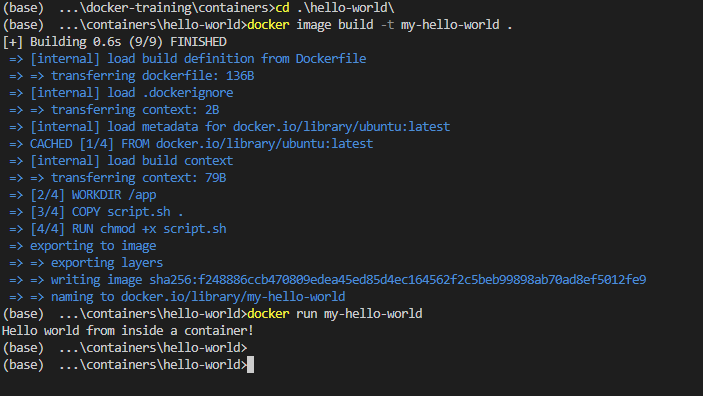 (base)  ...\docker-training\containers>cd .\hello-world\
(base)  ...\containers\hello-world>docker image build -t my-hello-world .
[+] Building 0.6s (9/9) FINISHED
 => [internal] load build definition from Dockerfile
 => => transferring dockerfile: 136B
 => [internal] load .dockerignore
 => => transferring context: 2B
 => [internal] load metadata for docker.io/library/ubuntu:latest
 => CACHED [1/4] FROM docker.io/library/ubuntu:latest
 => [internal] load build context
 => => transferring context: 79B
 => [2/4] WORKDIR /app
 => [3/4] COPY script.sh .
 => [4/4] RUN chmod +x script.sh
 => exporting to image
 => => exporting layers
 => => writing image sha256:f248886ccb470809edea45ed85d4ec164562f2c5beb99898ab70ad8ef5012fe9
 => => naming to docker.io/library/my-hello-world
(base)  ...\containers\hello-world>docker run my-hello-world
Hello world from inside a container!
(base)  ...\containers\hello-world>
(base)  ...\containers\hello-world>